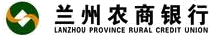 兰州农商银行
LANZHOU PROVINCE RURAL CREDIT UNION